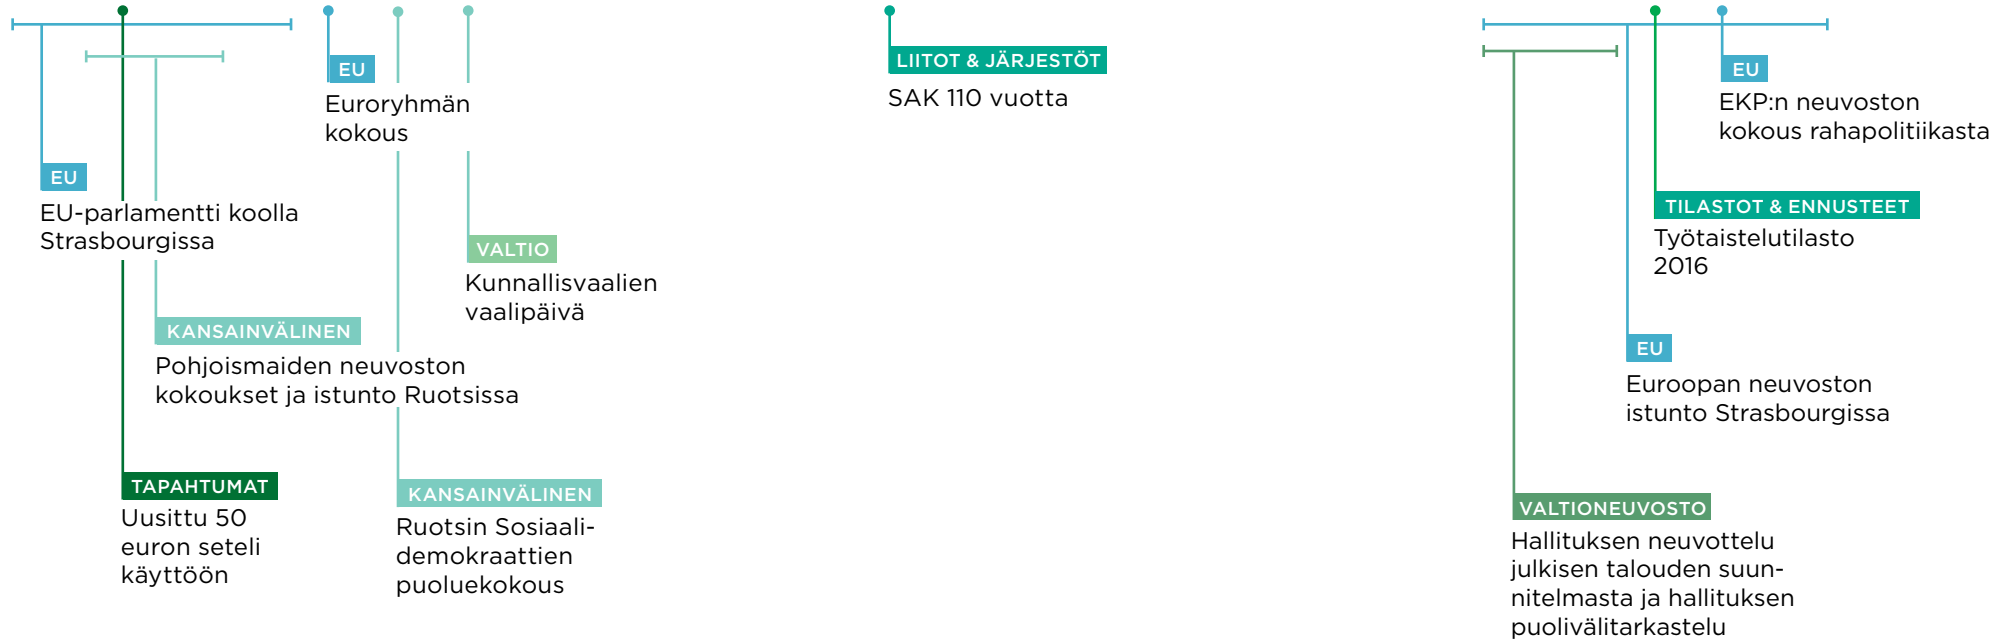 EU
EU-parlamentti koolla
Strasbourgissa
KANSAINVÄLINEN
Pohjoismaiden neuvoston
kokoukset ja istunto Ruotsissa
TAPAHTUMAT
Uusittu 50
euron seteli
käyttöön
EU
Euroryhmän
kokous
KANSAINVÄLINEN
Ruotsin Sosiaali-
demokraattien
puoluekokous
VALTIO
Kunnallisvaalien
vaalipäivä
LIITOT & JÄRJESTÖT
SAK 110 vuotta
EU
EKP:n neuvoston
kokous rahapolitiikasta
TILASTOT & ENNUSTEET
Työtaistelutilasto
2016
EU
Euroopan neuvoston
istunto Strasbourgissa
VALTIONEUVOSTO
Hallituksen neuvottelu
julkisen talouden suun-
nitelmasta ja hallituksen
puolivälitarkastelu